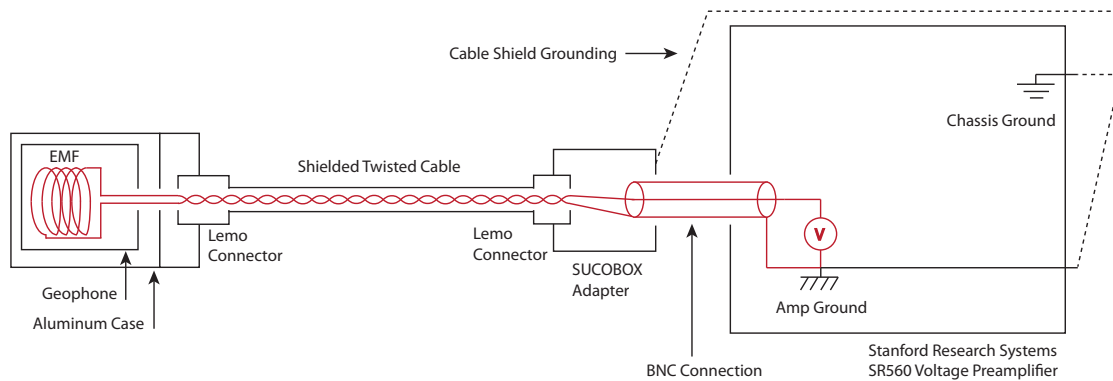 Cable Shield Grounding
Chassis Ground
EMF
Shielded Twisted Cable
V
Lemo
Connector
Lemo
Connector
SUCOBOX
Adapter
Geophone
Aluminum Case
Amp Ground
BNC Connection
Stanford Research Systems
SR560 Voltage Preamplifier